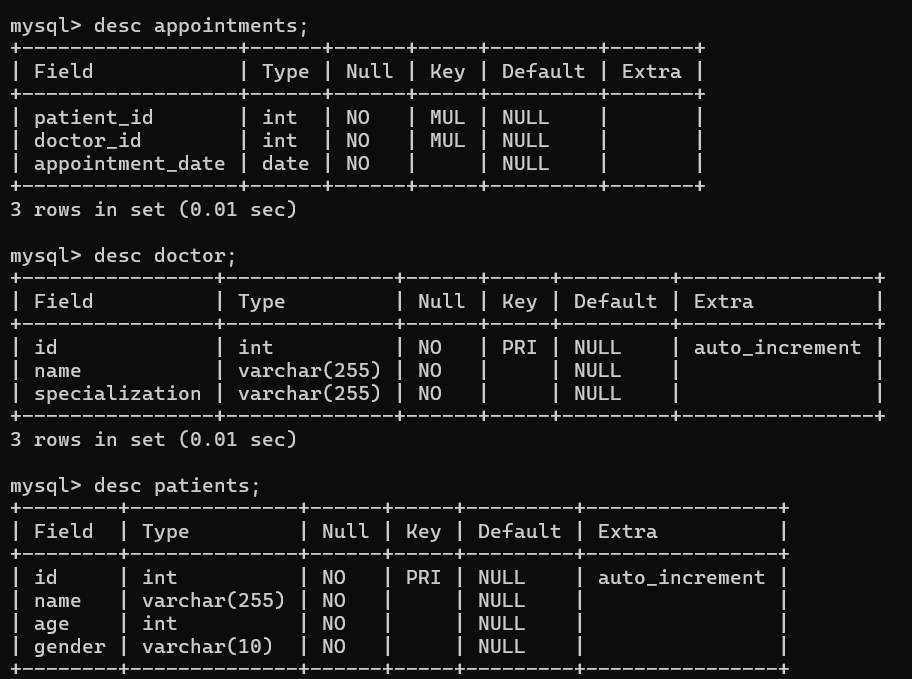 mysql> desc appointments;
+-------------------+------+------+-----+---------+-------+
| Field             | Type | Null | Key | Default | Extra |
+-------------------+------+------+-----+---------+-------+
| patient_id        | int  | NO   | MUL | NULL    |       |
| doctor_id         | int  | NO   | MUL | NULL    |       |
| appointment_date  | date | NO   |     | NULL    |       |
+-------------------+------+------+-----+---------+-------+
3 rows in set (0.01 sec)
mysql> desc doctor;
+----------------+--------------+------+-----+---------+----------------+
| Field          | Type         | Null | Key | Default | Extra          |
+----------------+--------------+------+-----+---------+----------------+
| id             | int          | NO   | PRI | NULL    | auto_increment |
| name           | varchar(255) | NO   |     | NULL    |                |
| specialization | varchar(255) | NO   |     | NULL    |                |
+----------------+--------------+------+-----+---------+----------------+
3 rows in set (0.01 sec)
mysql> desc patients;
+--------+--------------+------+-----+---------+----------------+
| Field  | Type         | Null | Key | Default | Extra          |
+--------+--------------+------+-----+---------+----------------+
| id     | int          | NO   | PRI | NULL    | auto_increment |
| name   | varchar(255) | NO   |     | NULL    |                |
| age    | int          | NO   |     | NULL    |                |
| gender | varchar(10)  | NO   |     | NULL    |                |
+--------+--------------+------+-----+---------+----------------+